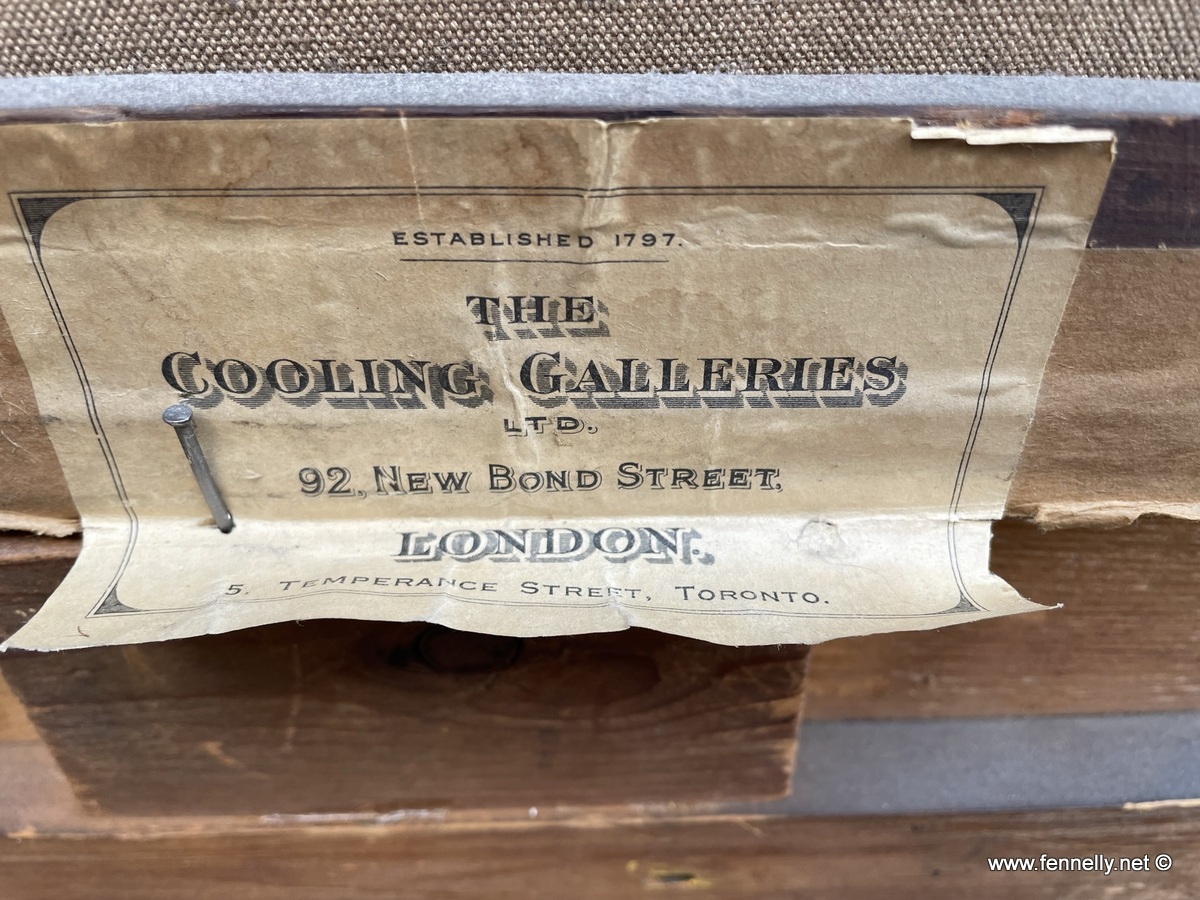 ESTABLISHED 1797.
THE
COOLING GALLERIES
LTD.
92, NEW BOND STREET,
LONDON.
5, TEMPERANCE STREET, TORONTO.
www.fennelly.net ©